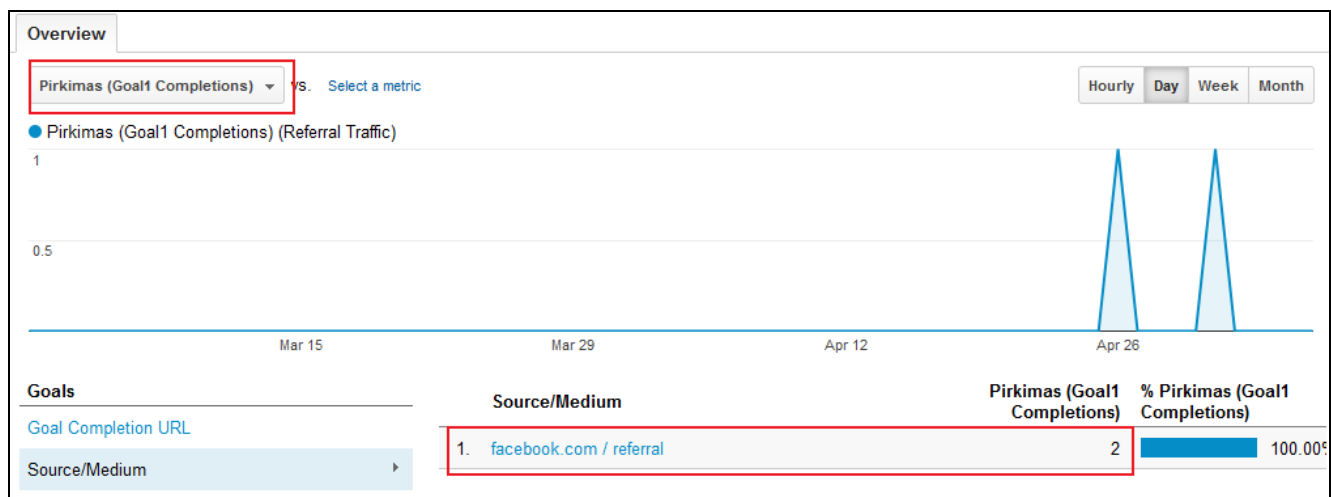 Overview
Pirkimas (Goal1 Completions) vs. Select a metric Hourly Day Week Month
Pirkimas (Goal1 Completions) (Referral Traffic)
1
0.5
Mar 15 Mar 29 Apr 12 Apr 26
Goals
Goal Completion URL
Source/Medium
Source/Medium Pirkimas (Goal1 Completions) % Pirkimas (Goal1 Completions)
1. facebook.com / referral 2 100.00%